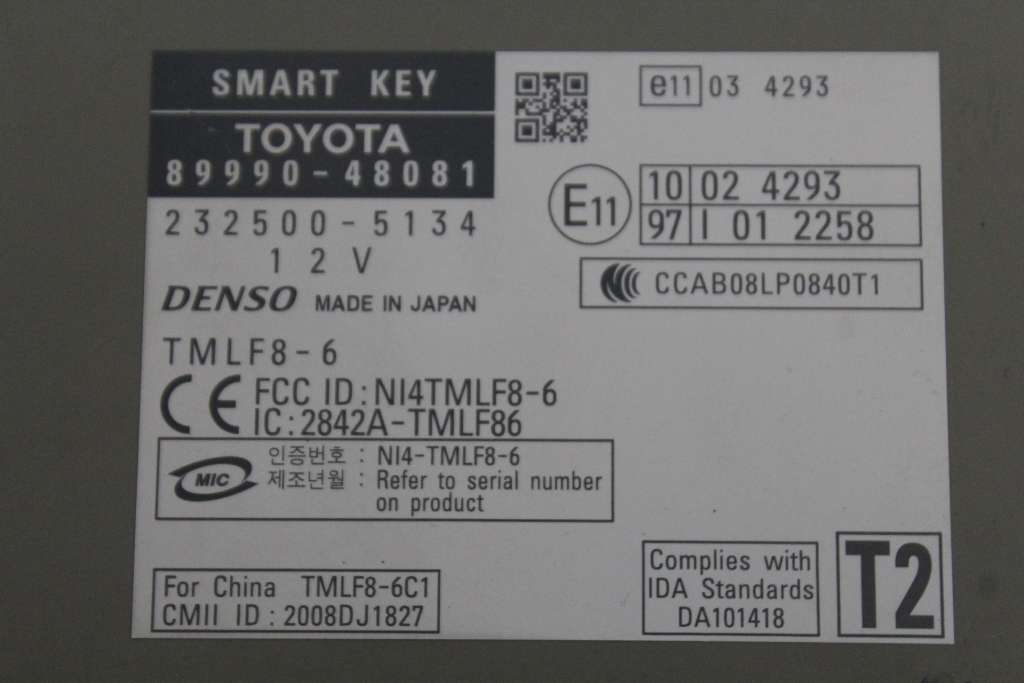 SMART KEY
TOYOTA
89990-48081
232500-5134
12V
DENSO MADE IN JAPAN
TMLF8-6
CE FCC ID:NI4TMLF8-6
IC:2842A-TMLF86
MIC
인증번호 : NI4-TMLF8-6
제조년월 : Refer to serial number
on product
For China TMLF8-6C1
CMII ID:2008DJ1827
e11 03 4293
E11
10 02 4293
97 I 01 2258
CCAB08LP0840T1
Complies with
IDA Standards
DA101418
T2